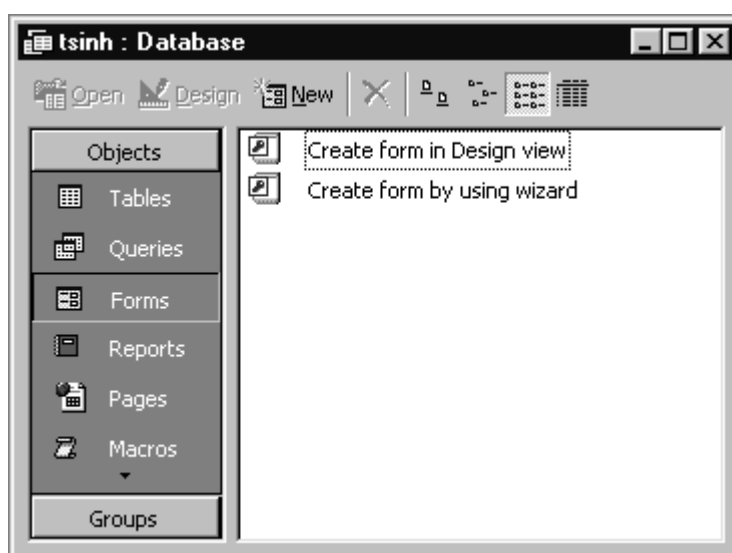 tsinh : Database
Open Design New
Objects
Tables
Queries
Forms
Reports
Pages
Macros
Groups
Create form in Design view
Create form by using wizard